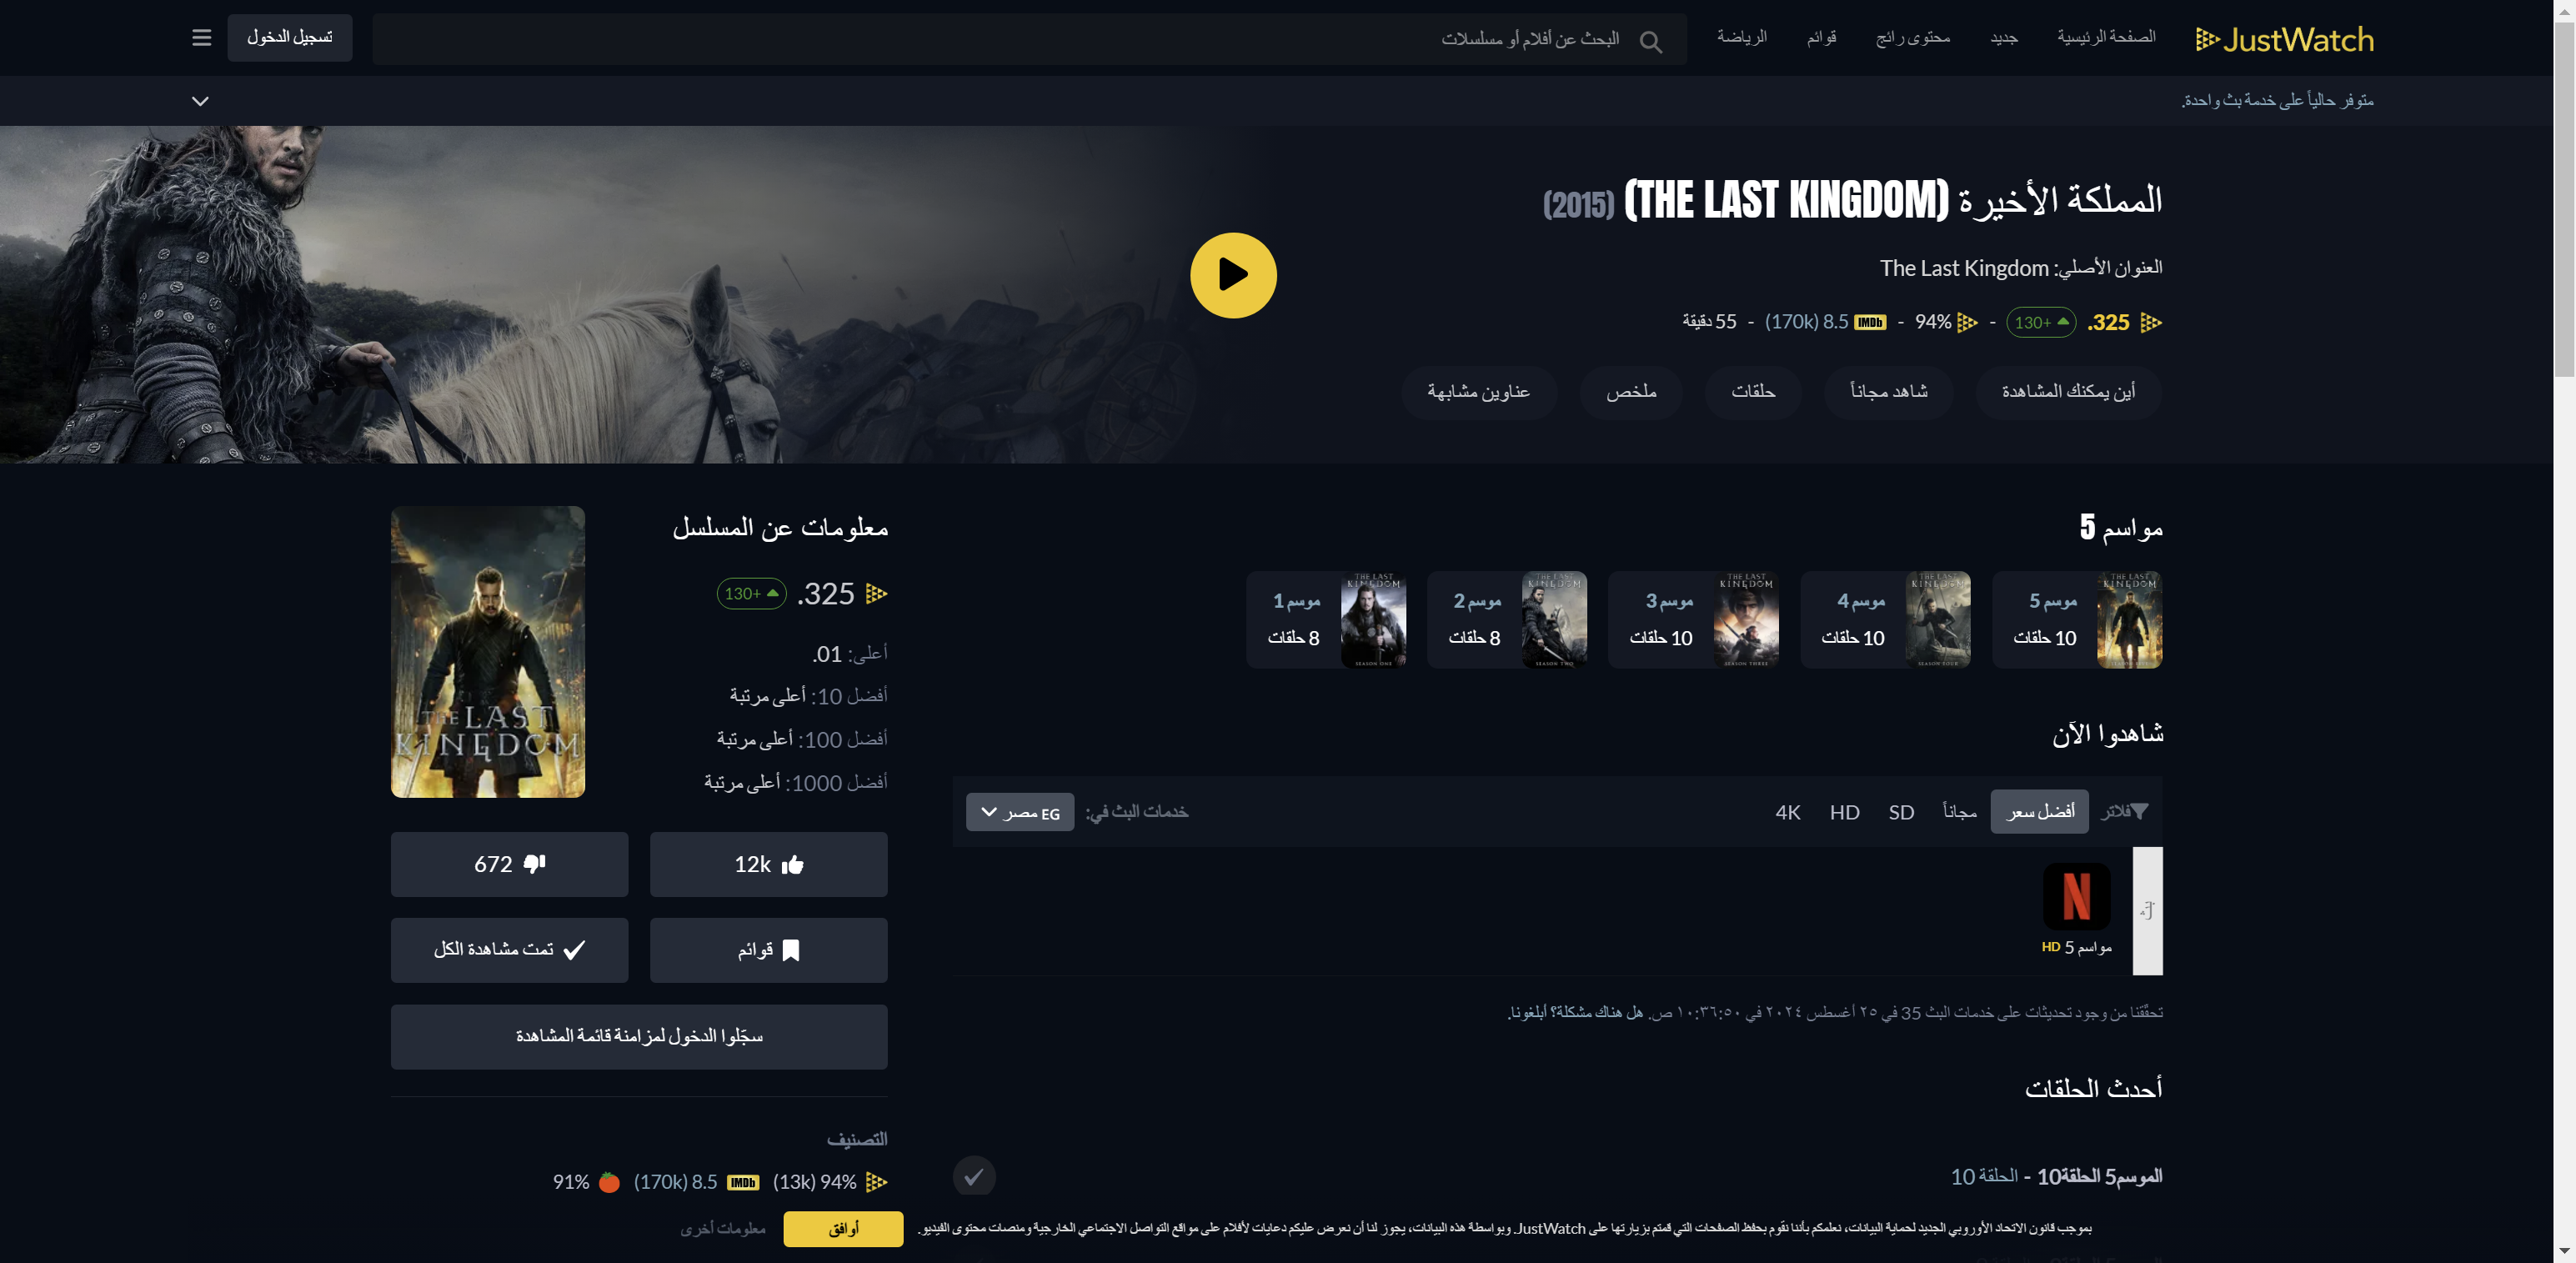 JustWatch
الصفحة الرئيسية
جديد
محتوى رائج
قوائم
الرياضة
البحث عن أفلام أو مسلسلات
تسجيل الدخول
متوفر حالياً على خدمة بث واحدة.
المملكة الأخيرة (THE LAST KINGDOM) (2015)
العنوان الأصلي: The Last Kingdom
325. +130 - 94% - IMDb 8.5 (170k) - 55 دقيقة
أين يمكنك المشاهدة
شاهد مجاناً
حلقات
ملخص
عناوين مشابهة
مواسم 5
موسم 5
10 حلقات
موسم 4
10 حلقات
موسم 3
10 حلقات
موسم 2
8 حلقات
موسم 1
8 حلقات
شاهدوا الآن
فلاتر
أفضل سعر
مجاناً
SD
HD
4K
خدمات البث في:
EG مصر
بث
N
مواسم 5 HD
تحقّقنا من وجود تحديثات على خدمات البث 35 في ٢٥ أغسطس ٢٠٢٤ في ١٠:٣٦:٥٠ ص. هل هناك مشكلة؟ أبلغونا.
أحدث الحلقات
الموسم5 الحلقة10 - الحلقة 10
معلومات عن المسلسل
325. +130
أعلى: 01.
أفضل 10: أعلى مرتبة
أفضل 100: أعلى مرتبة
أفضل 1000: أعلى مرتبة
THE LAST
KINGDOM
12k
672
قوائم
تمت مشاهدة الكل
سجّلوا الدخول لمزامنة قائمة المشاهدة
التصنيف
94% (13k) IMDb 8.5 (170k) 91%
بموجب قانون الاتحاد الأوروبي الجديد لحماية البيانات، نعلمكم بأننا نقوم بحفظ الصفحات التي قمتم بزيارتها على JustWatch. وبواسطة هذه البيانات، يجوز لنا أن نعرض عليكم دعايات لأفلام على مواقع التواصل الاجتماعي الخارجية ومنصات محتوى الفيديو.
أوافق
معلومات أخرى